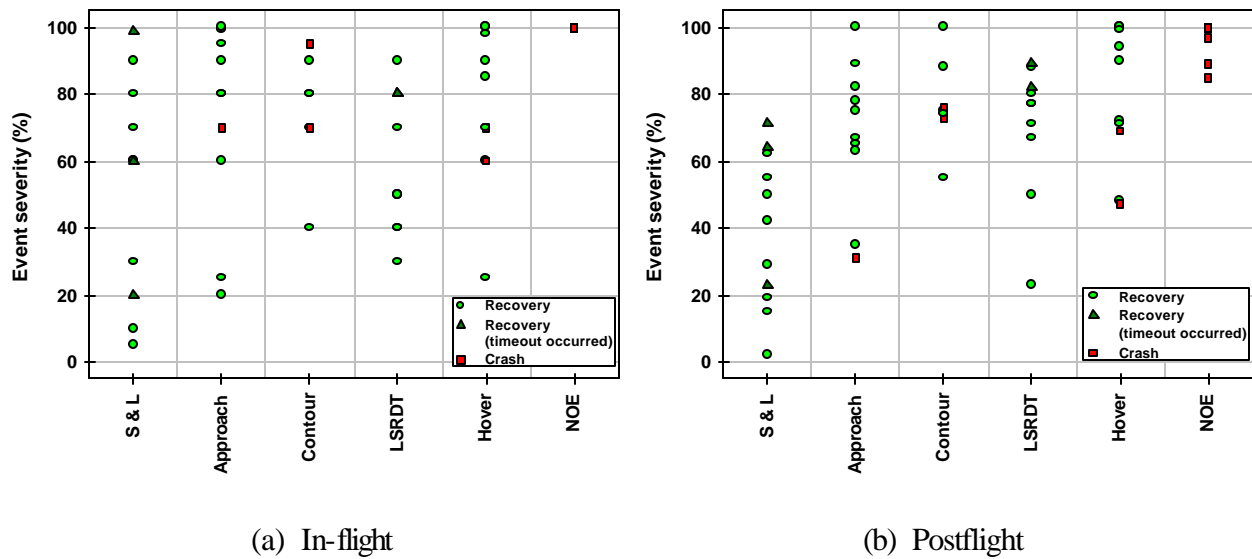 100
80
60
40
20
0
Event severity (%)
Recovery
Recovery
(timeout occurred)
Crash
S & L
Approach
Contour
LSRDT
Hover
NOE
(a) In-flight
100
80
60
40
20
0
Event severity (%)
Recovery
Recovery
(timeout occurred)
Crash
S & L
Approach
Contour
LSRDT
Hover
NOE
(b) Postflight